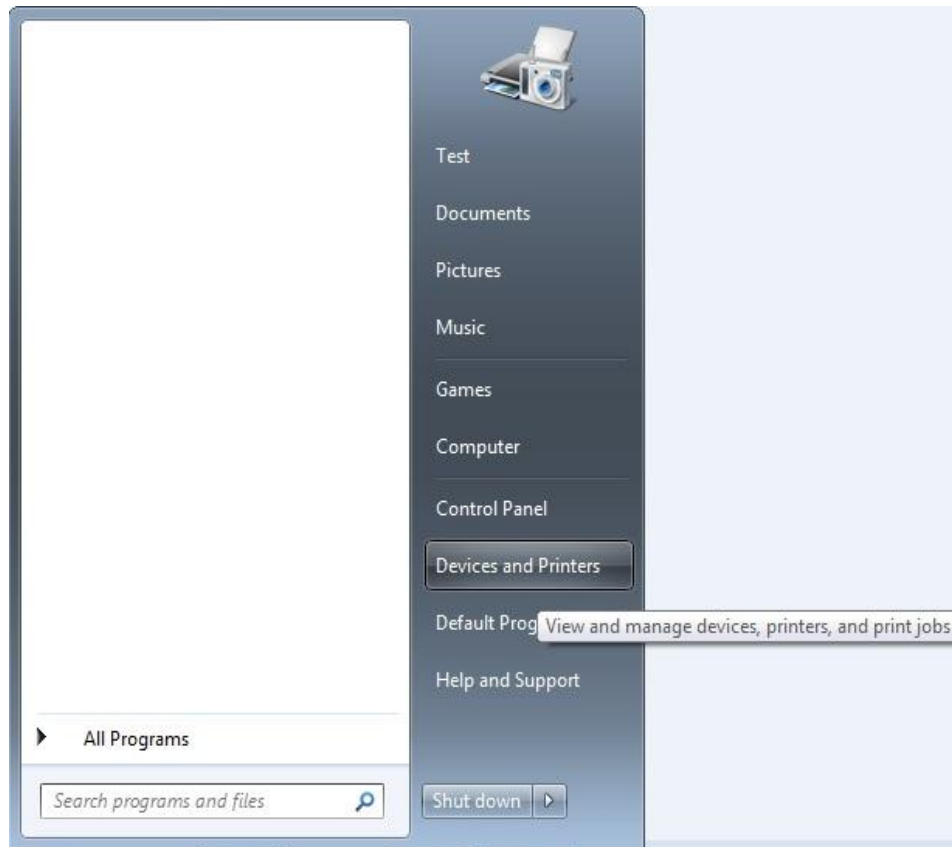 Test
Documents
Pictures
Music
Games
Computer
Control Panel
Devices and Printers
Default Prog
View and manage devices, printers, and print jobs
Help and Support
All Programs
Search programs and files
Shut down